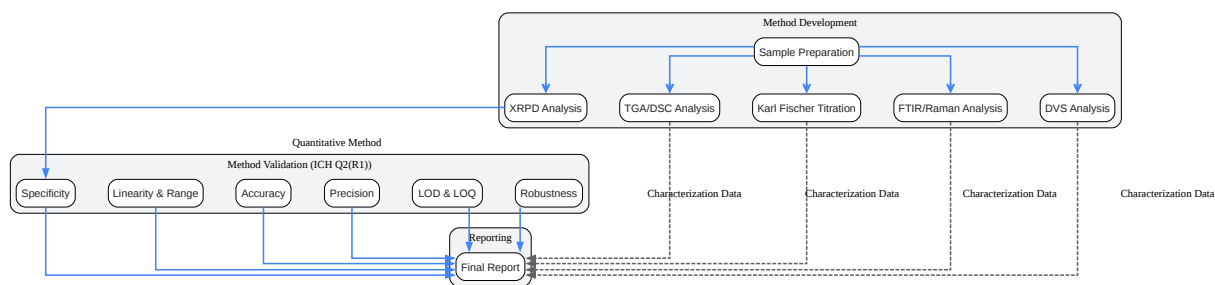 Method Development
Sample Preparation
XRPD Analysis
TGA/DSC Analysis
Karl Fischer Titration
FTIR/Raman Analysis
DVS Analysis
Quantitative Method
Method Validation (ICH Q2(R1))
Specificity
Linearity & Range
Accuracy
Precision
LOD & LOQ
Robustness
Characterization Data
Characterization Data
Characterization Data
Characterization Data
Reporting
Final Report